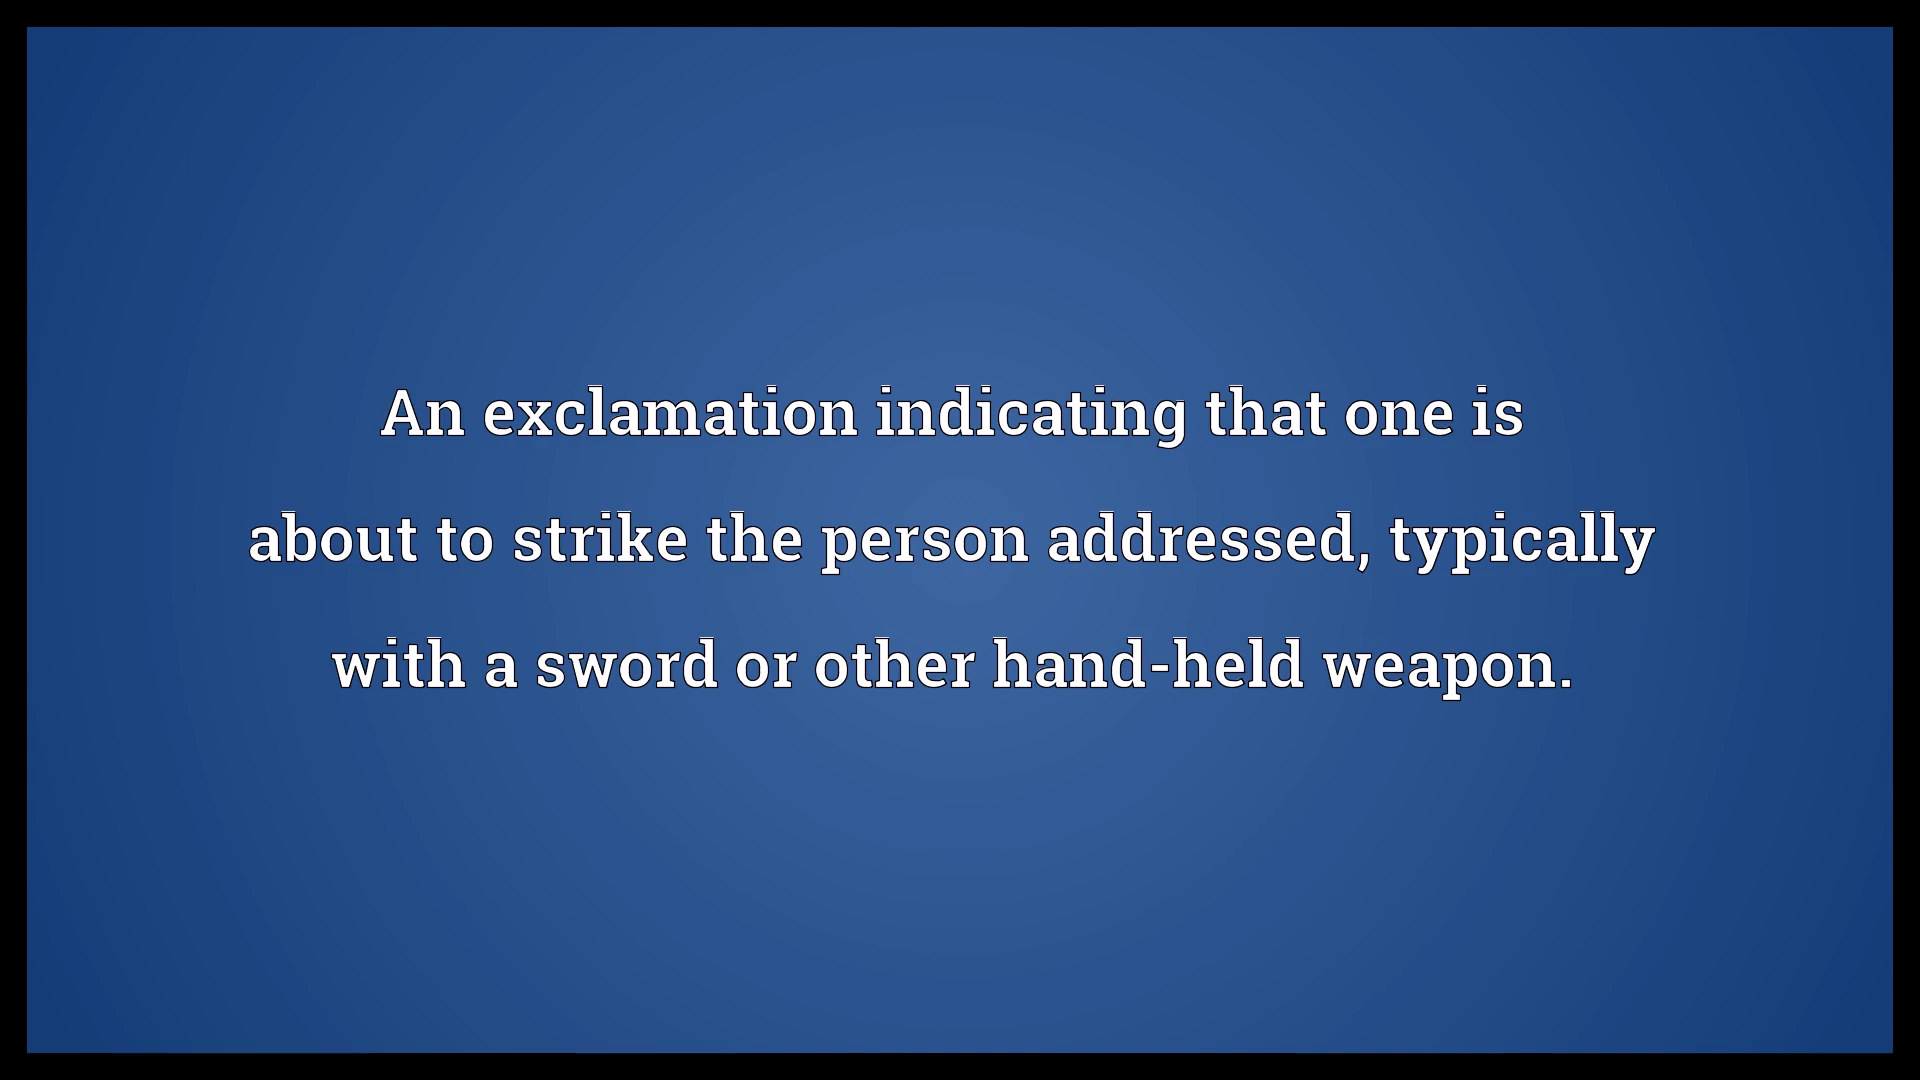 An exclamation indicating that one is
about to strike the person addressed, typically
with a sword or other hand-held weapon.